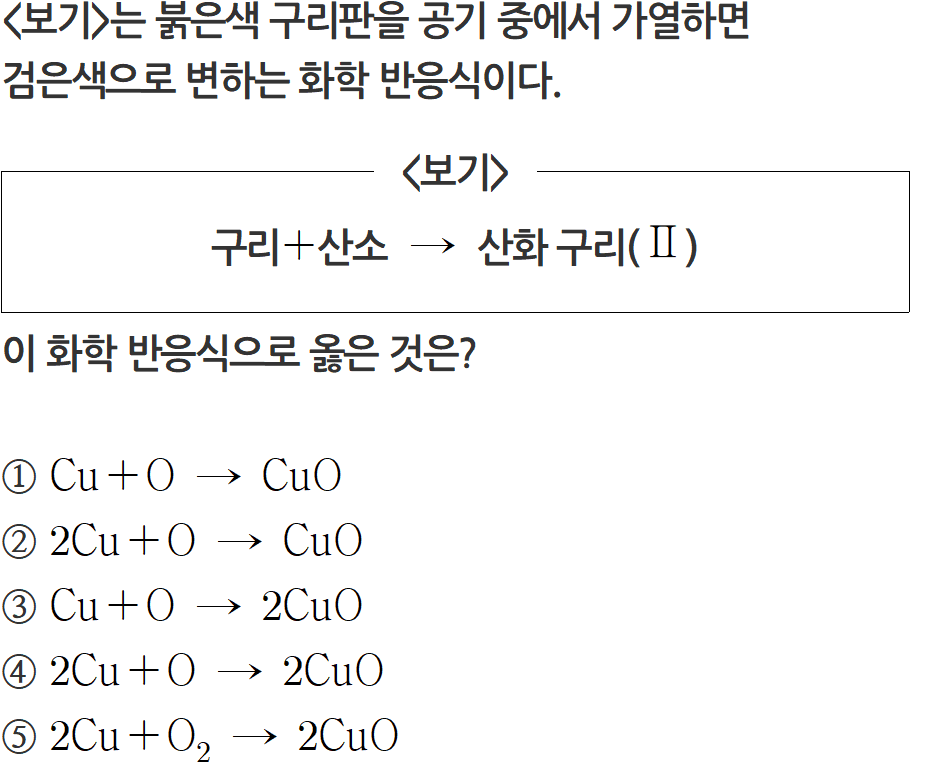 <보기>는 붉은색 구리판을 공기 중에서 가열하면
검은색으로 변하는 화학 반응식이다.
<보기>
구리+산소 → 산화 구리(Ⅱ)
이 화학 반응식으로 옳은 것은?
① Cu+O → CuO
② 2Cu+O → CuO
③ Cu+O → 2CuO
④ 2Cu+O → 2CuO
⑤ 2Cu+O₂ → 2CuO